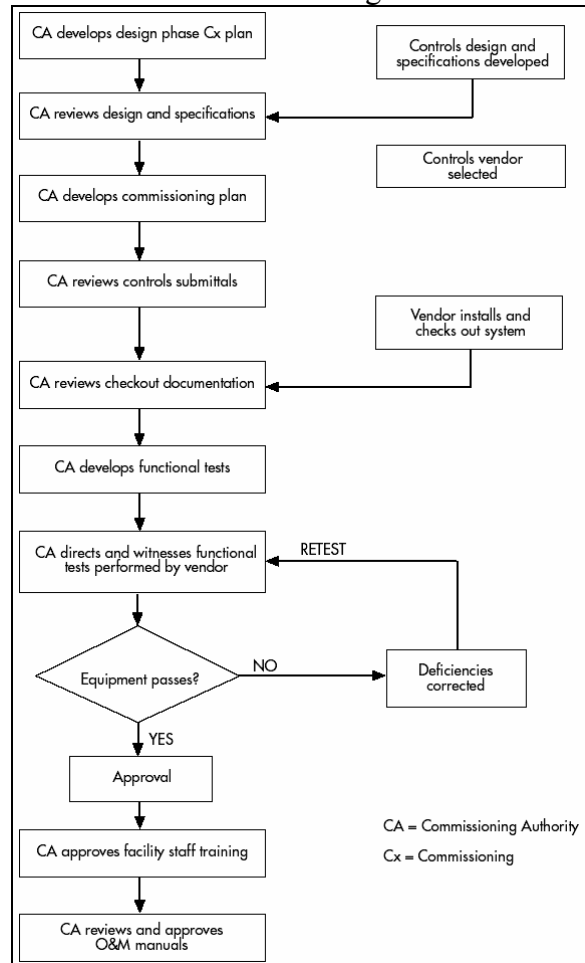 CA develops design phase Cx plan
Controls design and
specifications developed
CA reviews design and specifications
Controls vendor
selected
CA develops commissioning plan
CA reviews controls submittals
Vendor installs and
checks out system
CA reviews checkout documentation
CA develops functional tests
CA directs and witnesses functional
tests performed by vendor
RETEST
Equipment passes?
NO
Deficiencies
corrected
YES
Approval
CA = Commissioning Authority
CA approves facility staff training
Cx = Commissioning
CA reviews and approves
O&M manuals